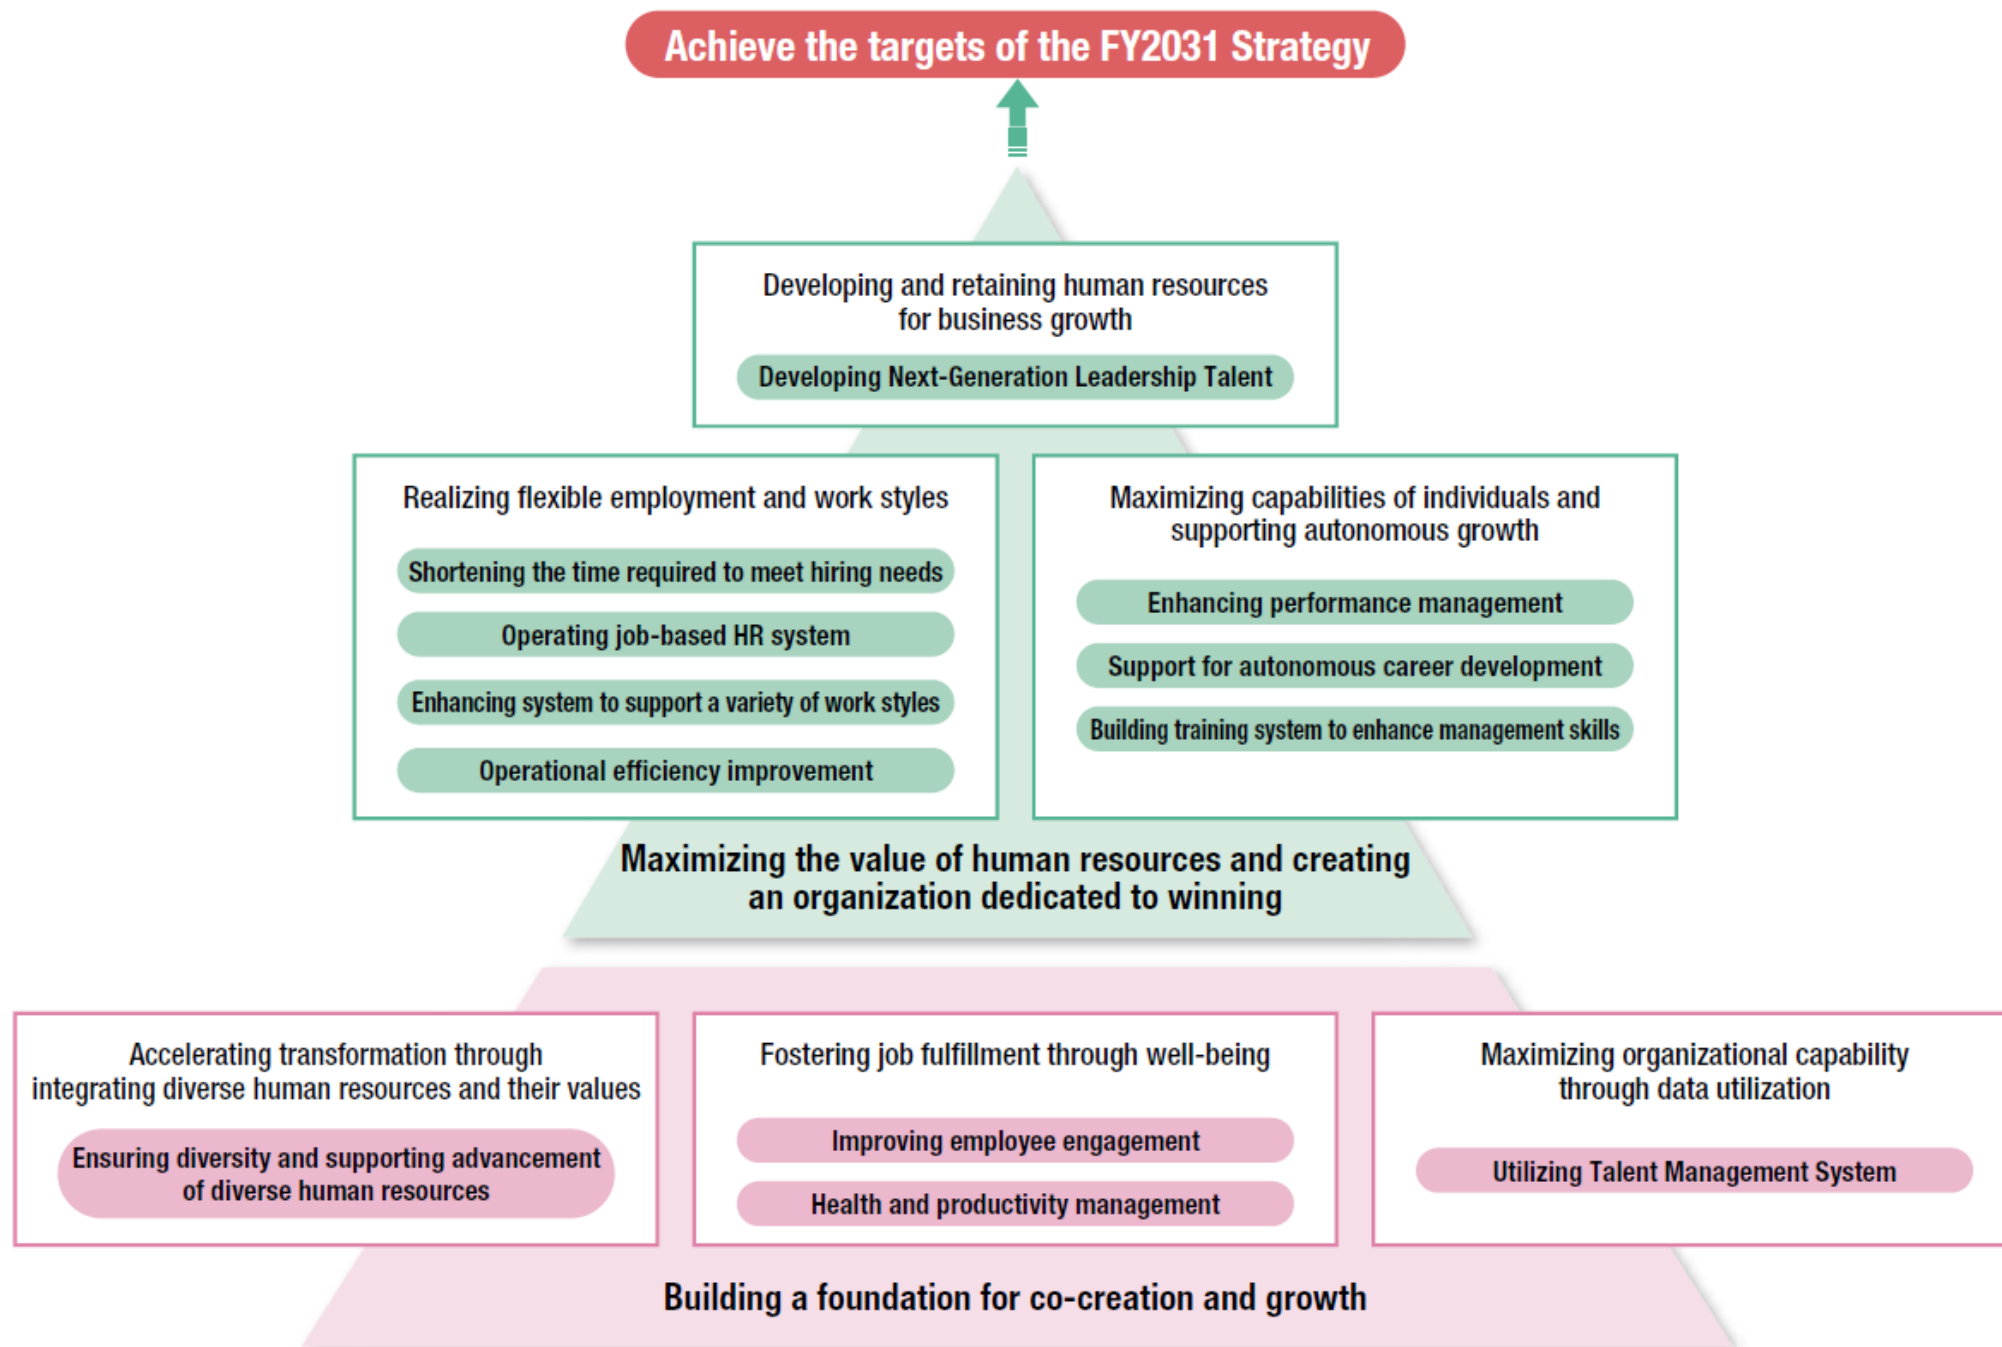 Achieve the targets of the FY2031 Strategy
Developing and retaining human resources
for business growth
Developing Next-Generation Leadership Talent
Realizing flexible employment and work styles
Shortening the time required to meet hiring needs
Operating job-based HR system
Enhancing system to support a variety of work styles
Operational efficiency improvement
Maximizing capabilities of individuals and
supporting autonomous growth
Enhancing performance management
Support for autonomous career development
Building training system to enhance management skills
Maximizing the value of human resources and creating
an organization dedicated to winning
Accelerating transformation through
integrating diverse human resources and their values
Ensuring diversity and supporting advancement
of diverse human resources
Fostering job fulfillment through well-being
Improving employee engagement
Health and productivity management
Maximizing organizational capability
through data utilization
Utilizing Talent Management System
Building a foundation for co-creation and growth